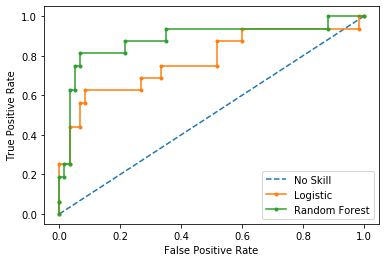 1.0
0.8
0.6
0.4
0.2
0.0
True Positive Rate
No Skill
Logistic
Random Forest
0.0 0.2 0.4 0.6 0.8 1.0
False Positive Rate